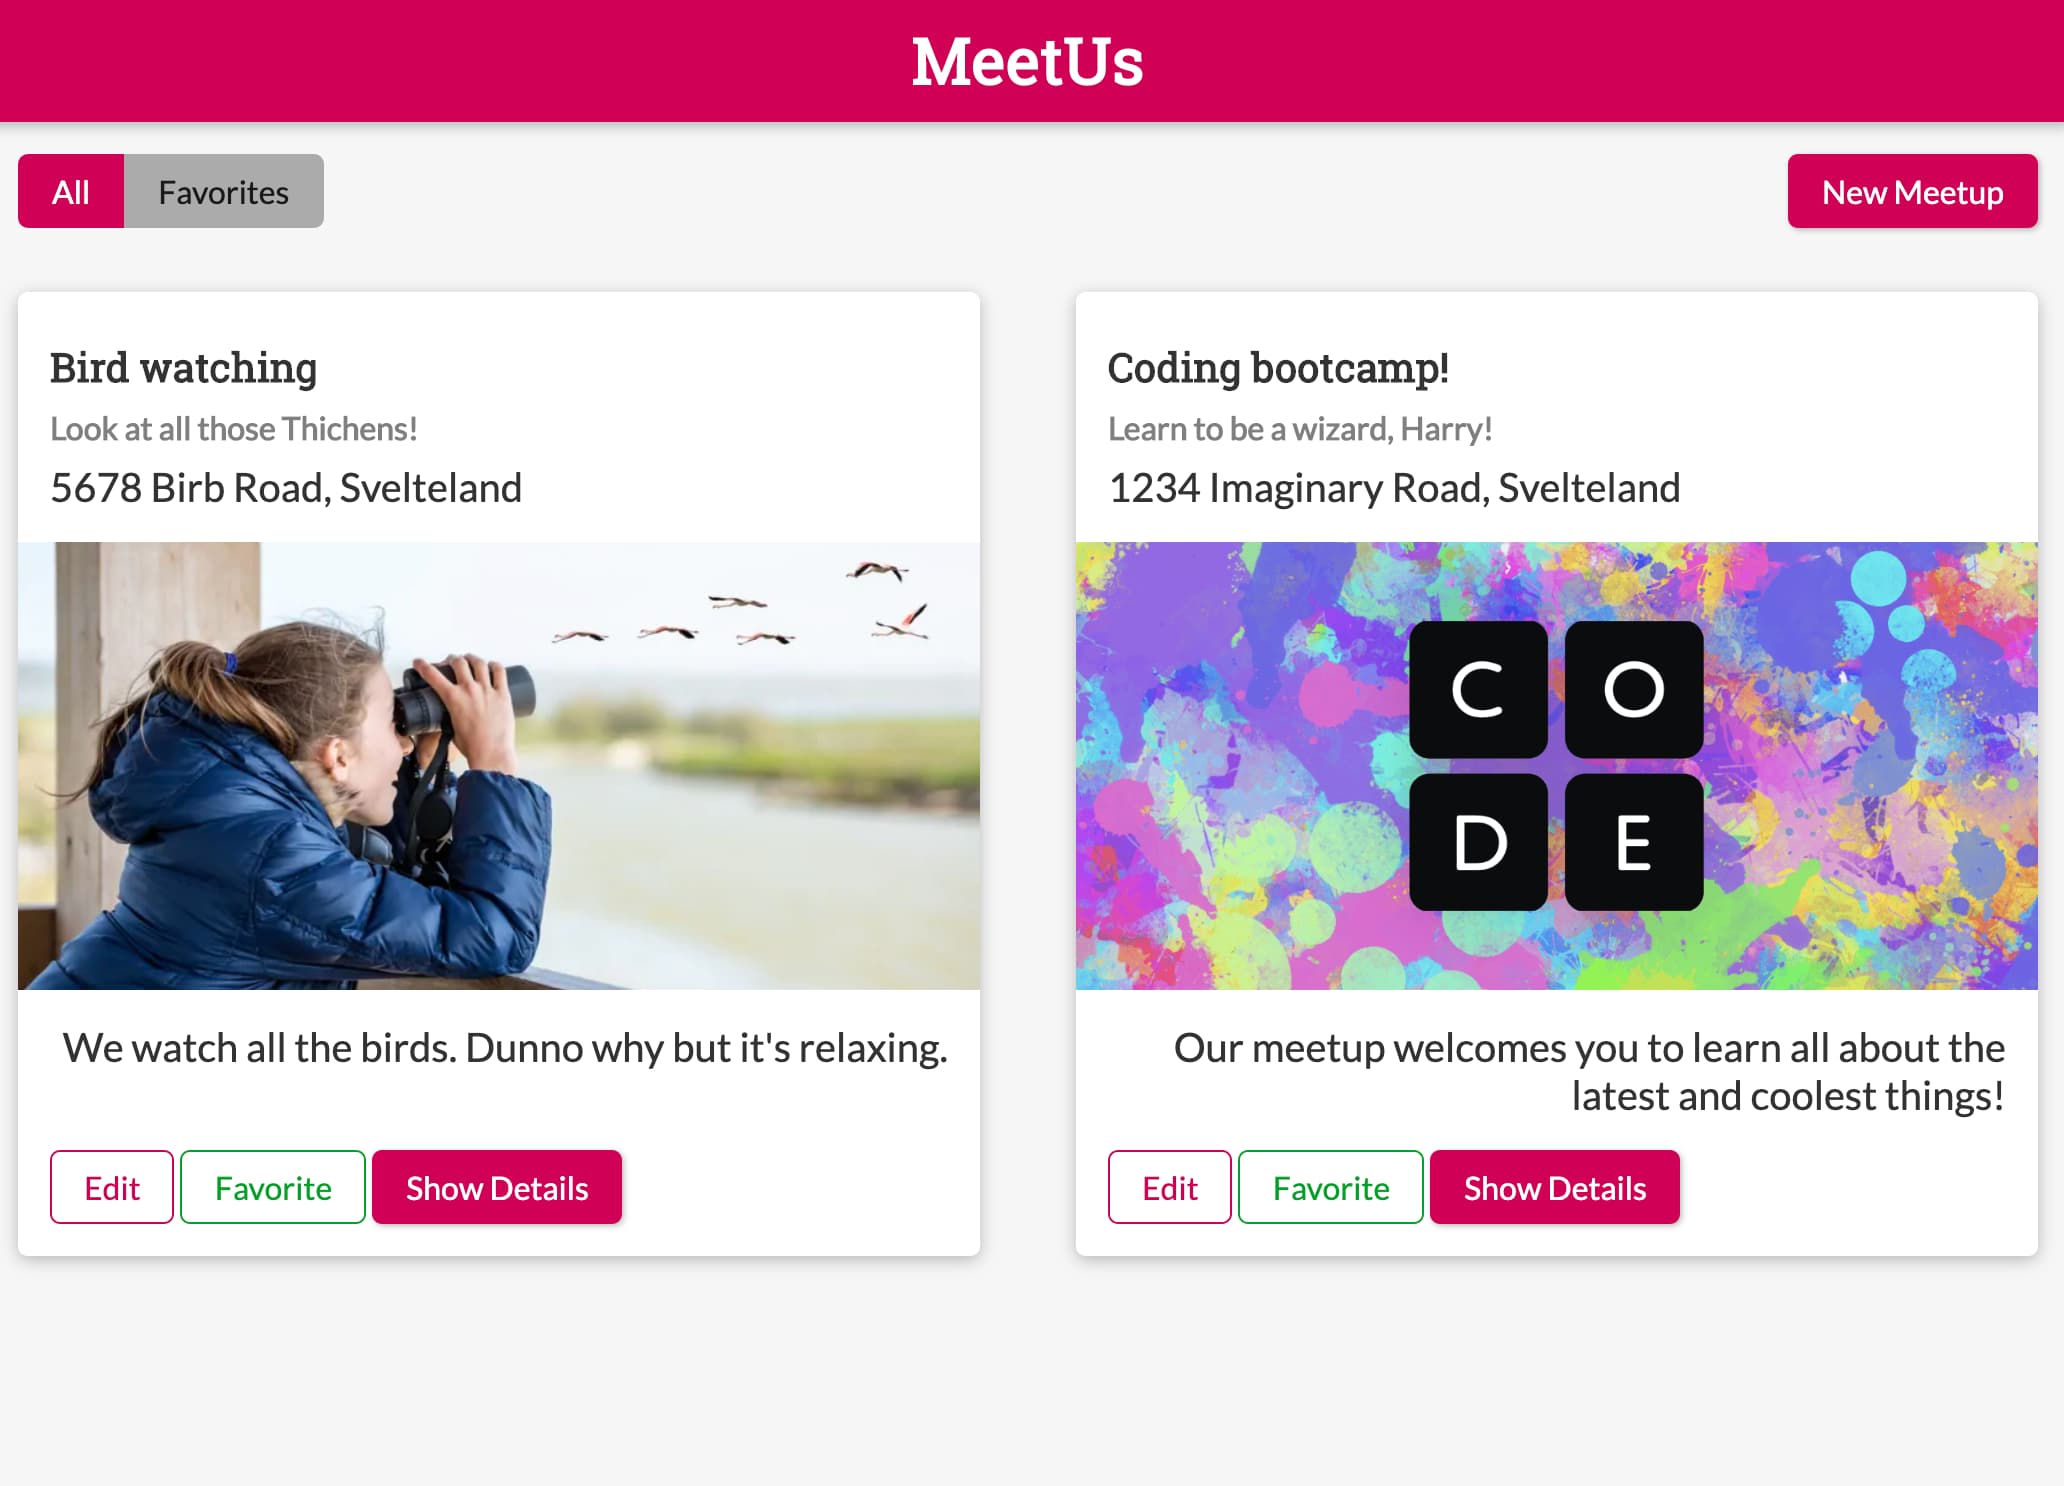 MeetUs
All Favorites New Meetup
Bird watching
Look at all those Thichens!
5678 Birb Road, Svelteland
We watch all the birds. Dunno why but it's relaxing.
Edit Favorite Show Details
Coding bootcamp!
Learn to be a wizard, Harry!
1234 Imaginary Road, Svelteland
C O
D E
Our meetup welcomes you to learn all about the
latest and coolest things!
Edit Favorite Show Details